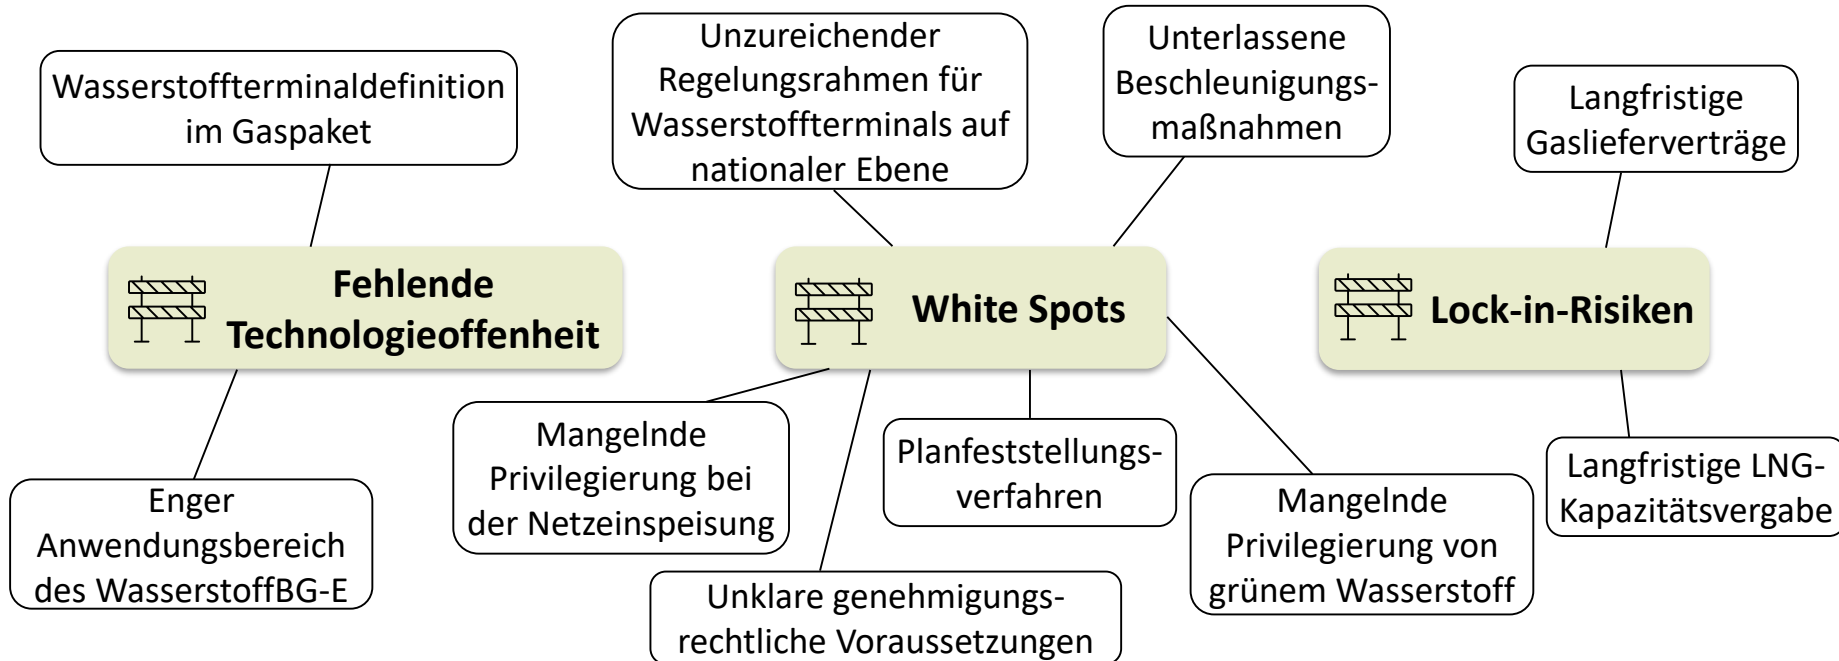 Wasserstoffterminaldefinition
im Gaspaket
Unzureichender
Regelungsrahmen für
Wasserstoffterminals auf
nationaler Ebene
Unterlassene
Beschleunigungs-
maßnahmen
Langfristige
Gaslieferverträge
Fehlende
Technologieoffenheit
White Spots
Lock-in-Risiken
Enger
Anwendungsbereich
des WasserstoffBG-E
Mangelnde
Privilegierung bei
der Netzeinspeisung
Unklare genehmigungs-
rechtliche Voraussetzungen
Planfeststellungs-
verfahren
Mangelnde
Privilegierung von
grünem Wasserstoff
Langfristige LNG-
Kapazitätsvergabe